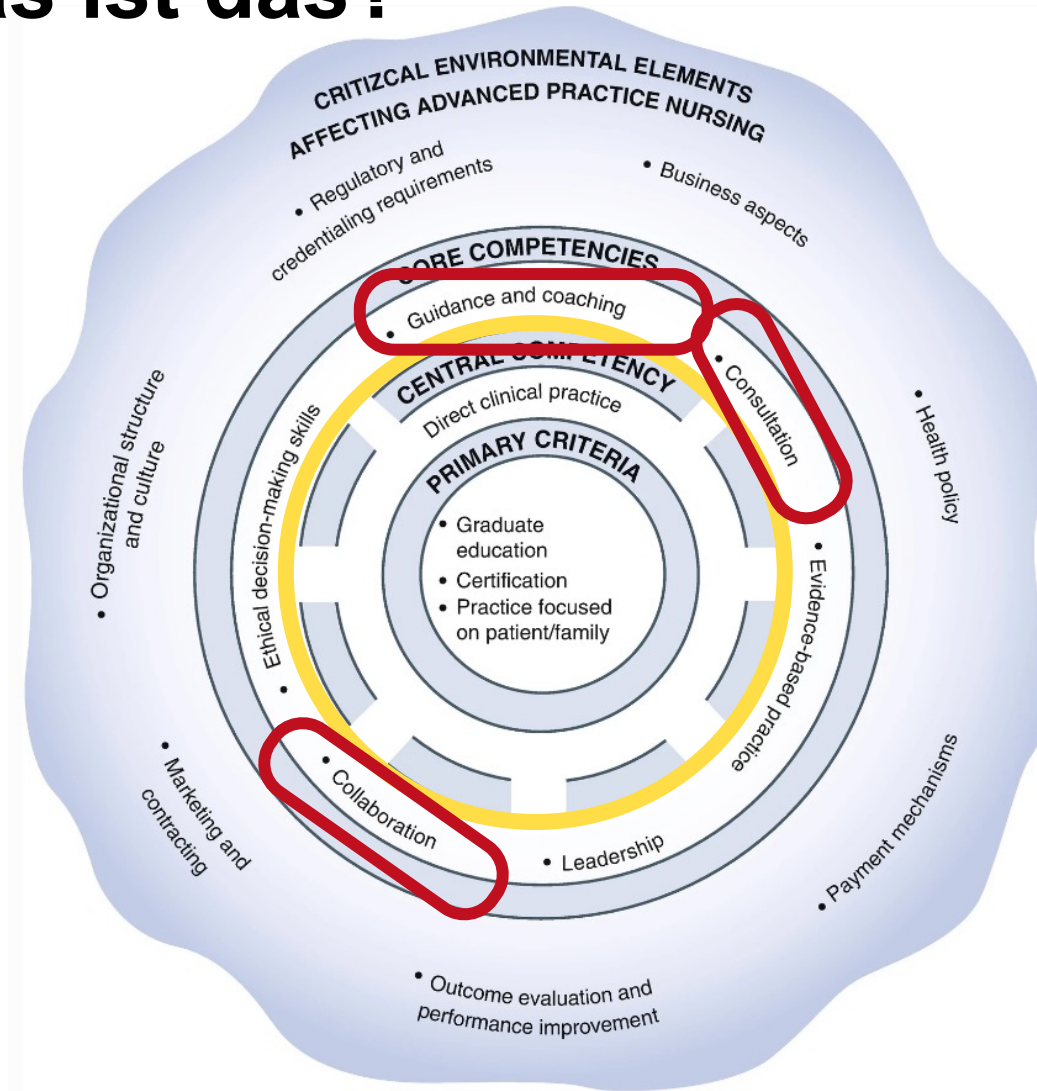 as ist das?
CRITIZCAL ENVIRONMENTAL ELEMENTS
AFFECTING ADVANCED PRACTICE NURSING
• Regulatory and
credentialing requirements
• Business aspects
CORE COMPETENCIES
• Guidance and coaching
• Consultation
CENTRAL COMPETENCY
Direct clinical practice
PRIMARY CRITERIA
• Graduate
education
• Certification
• Practice focused
on patient/family
• Ethical decision-making skills
• Evidence-based practice
• Collaboration
• Leadership
• Organizational structure
and culture
• Health policy
• Marketing and
contracting
• Payment mechanisms
• Outcome evaluation and
performance improvement